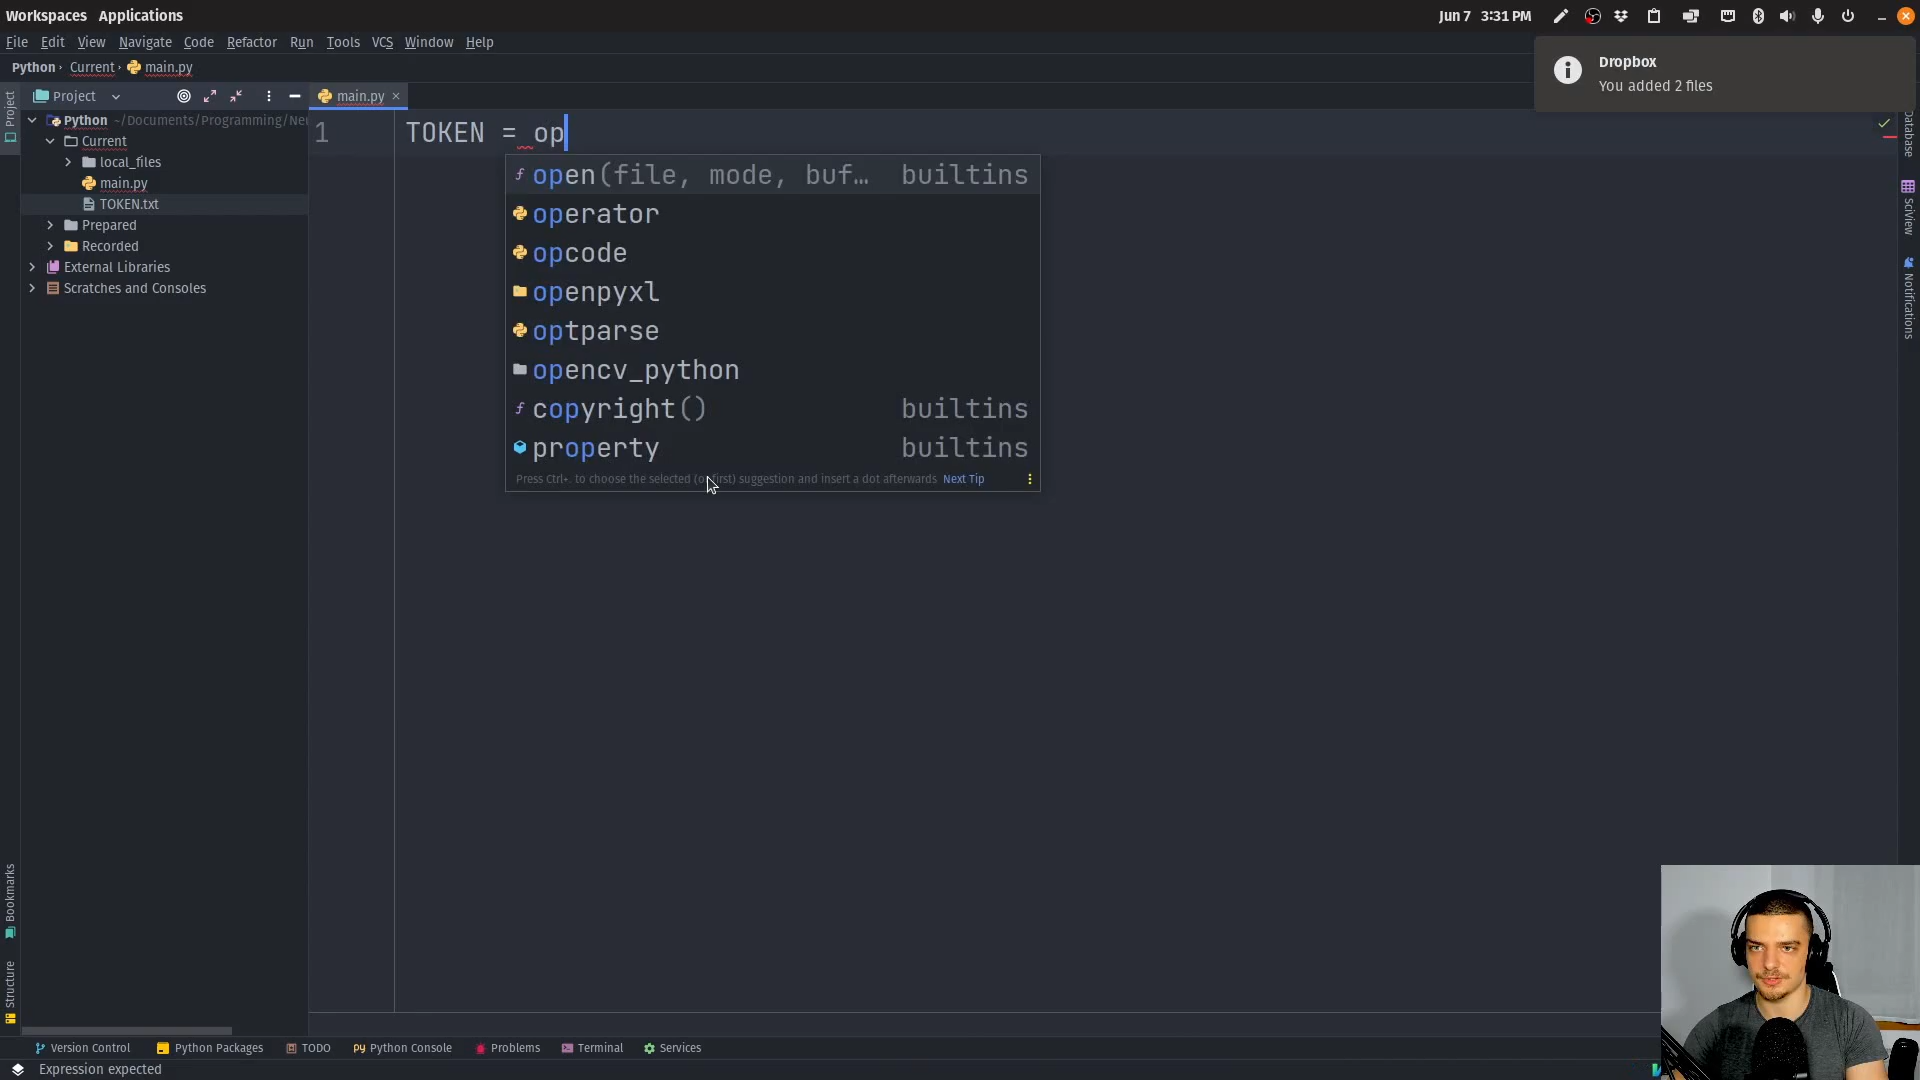 Workspaces Applications
Jun 7 3:31 PM
File Edit View Navigate Code Refactor Run Tools VCS Window Help
Dropbox
You added 2 files
Python Current main.py
Project
main.py
Python ~/Documents/Programming/Ne
Current
local_files
main.py
TOKEN.txt
Prepared
Recorded
External Libraries
Scratches and Consoles
1 TOKEN = op
open(file, mode, buf… builtins
operator
opcode
openpyxl
optparse
opencv_python
copyright() builtins
property builtins
Press Ctrl+. to choose the selected (or first) suggestion and insert a dot afterwards Next Tip
Project
Bookmarks
Structure
Database
SciView
Notifications
Version Control Python Packages TODO Python Console Problems Terminal Services
Expression expected